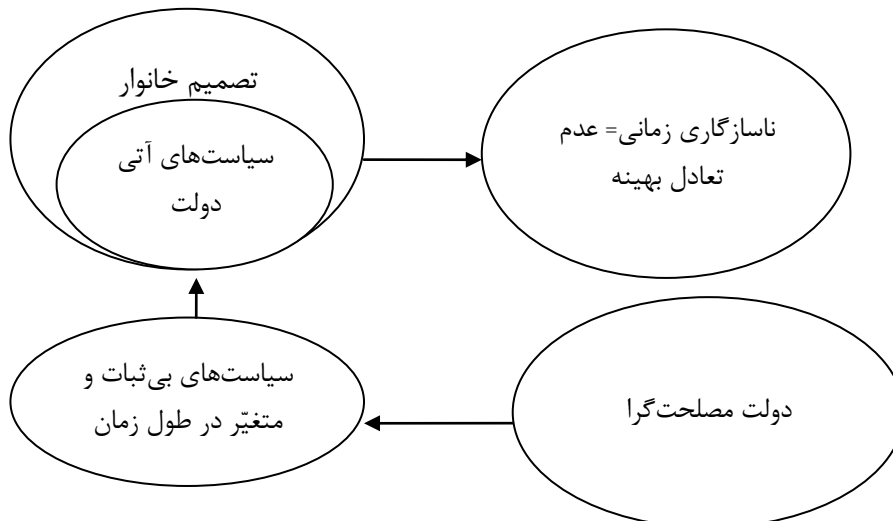 تصمیم خانوار
سیاست‌های آتی
دولت
ناسازگاری زمانی= عدم
تعادل بهینه
سیاست‌های بی‌ثبات و
متغیّر در طول زمان
دولت مصلحت‌گرا